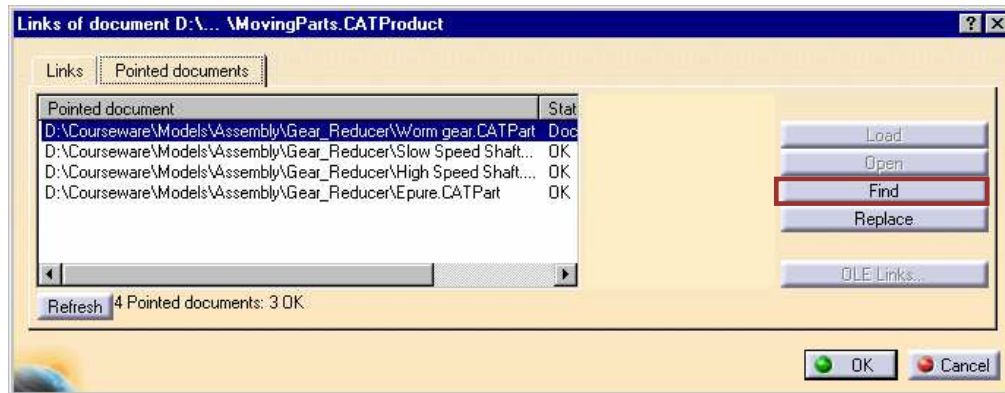 Links of document D:\... \MovingParts.CATProduct
Links Pointed documents
Pointed document Stat
D:\Courseware\Models\Assembly\Gear_Reducer\Worm gear.CATPart Doc
D:\Courseware\Models\Assembly\Gear_Reducer\Slow Speed Shaft... OK
D:\Courseware\Models\Assembly\Gear_Reducer\High Speed Shaft.... OK
D:\Courseware\Models\Assembly\Gear_Reducer\Epure.CATPart OK
Load
Open
Find
Replace
OLE Links...
Refresh 4 Pointed documents: 3 OK
OK Cancel